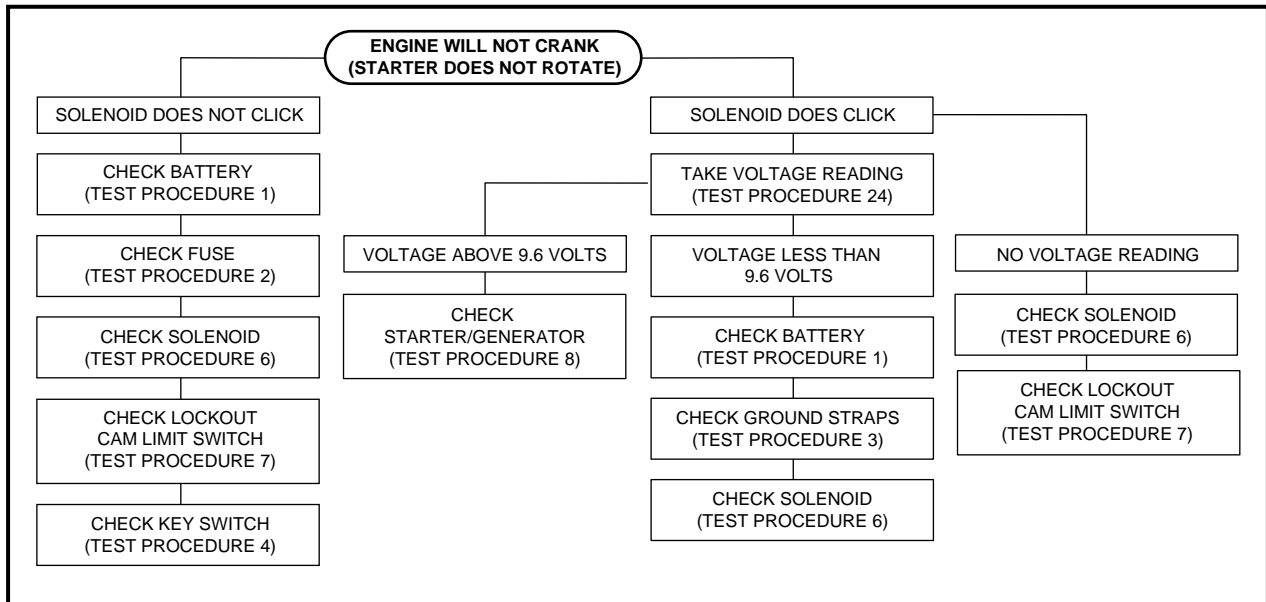 ENGINE WILL NOT CRANK
(STARTER DOES NOT ROTATE)
SOLENOID DOES NOT CLICK
CHECK BATTERY
(TEST PROCEDURE 1)
CHECK FUSE
(TEST PROCEDURE 2)
CHECK SOLENOID
(TEST PROCEDURE 6)
CHECK LOCKOUT
CAM LIMIT SWITCH
(TEST PROCEDURE 7)
CHECK KEY SWITCH
(TEST PROCEDURE 4)
SOLENOID DOES CLICK
TAKE VOLTAGE READING
(TEST PROCEDURE 24)
VOLTAGE ABOVE 9.6 VOLTS
CHECK
STARTER/GENERATOR
(TEST PROCEDURE 8)
VOLTAGE LESS THAN
9.6 VOLTS
CHECK BATTERY
(TEST PROCEDURE 1)
CHECK GROUND STRAPS
(TEST PROCEDURE 3)
CHECK SOLENOID
(TEST PROCEDURE 6)
NO VOLTAGE READING
CHECK SOLENOID
(TEST PROCEDURE 6)
CHECK LOCKOUT
CAM LIMIT SWITCH
(TEST PROCEDURE 7)